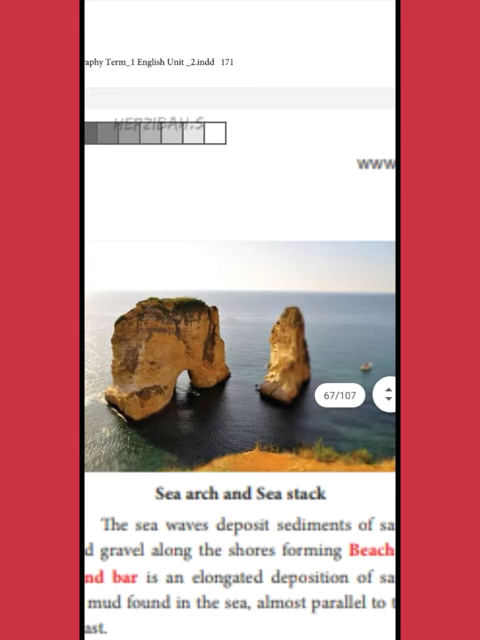 raphy Term_1 English Unit _2.indd 171
HEPZIBAH.S
www
67/107
Sea arch and Sea stack
The sea waves deposit sediments of sa
d gravel along the shores forming Beach
nd bar is an elongated deposition of sa
mud found in the sea, almost parallel to t
ast.